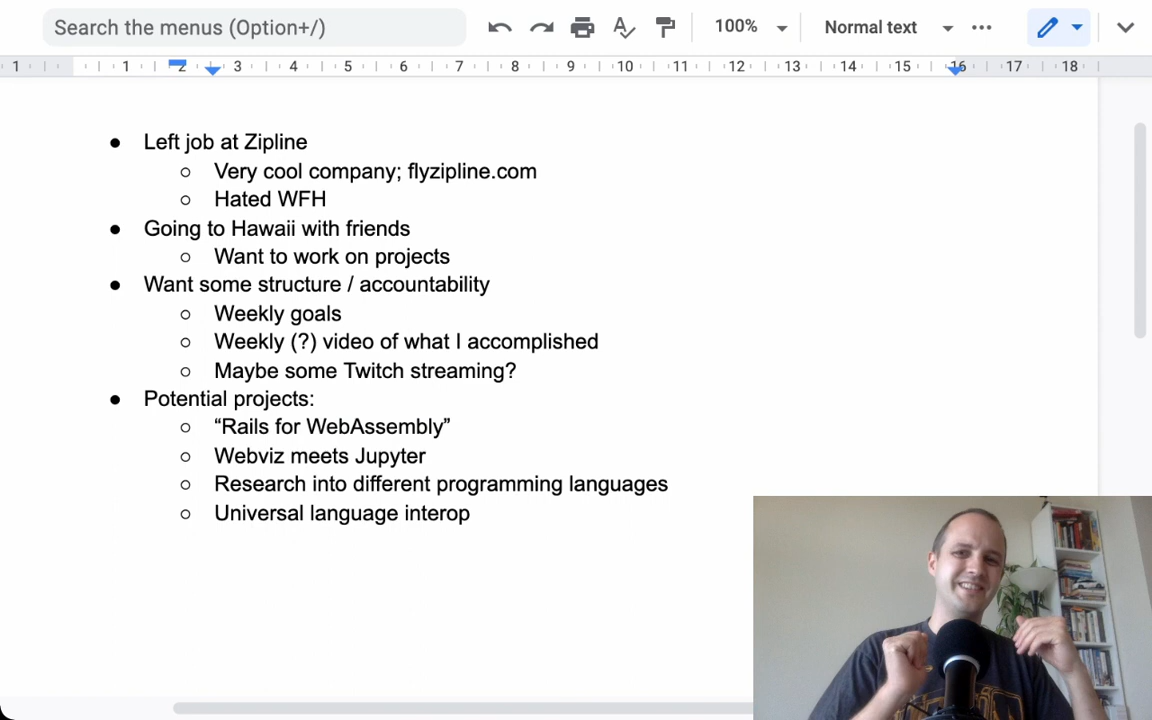 Search the menus (Option+/)
100%
Normal text
1 1 2 3 4 5 6 7 8 9 10 11 12 13 14 15 16 17 18
● Left job at Zipline
○ Very cool company; flyzipline.com
○ Hated WFH
● Going to Hawaii with friends
○ Want to work on projects
● Want some structure / accountability
○ Weekly goals
○ Weekly (?) video of what I accomplished
○ Maybe some Twitch streaming?
● Potential projects:
○ “Rails for WebAssembly”
○ Webviz meets Jupyter
○ Research into different programming languages
○ Universal language interop